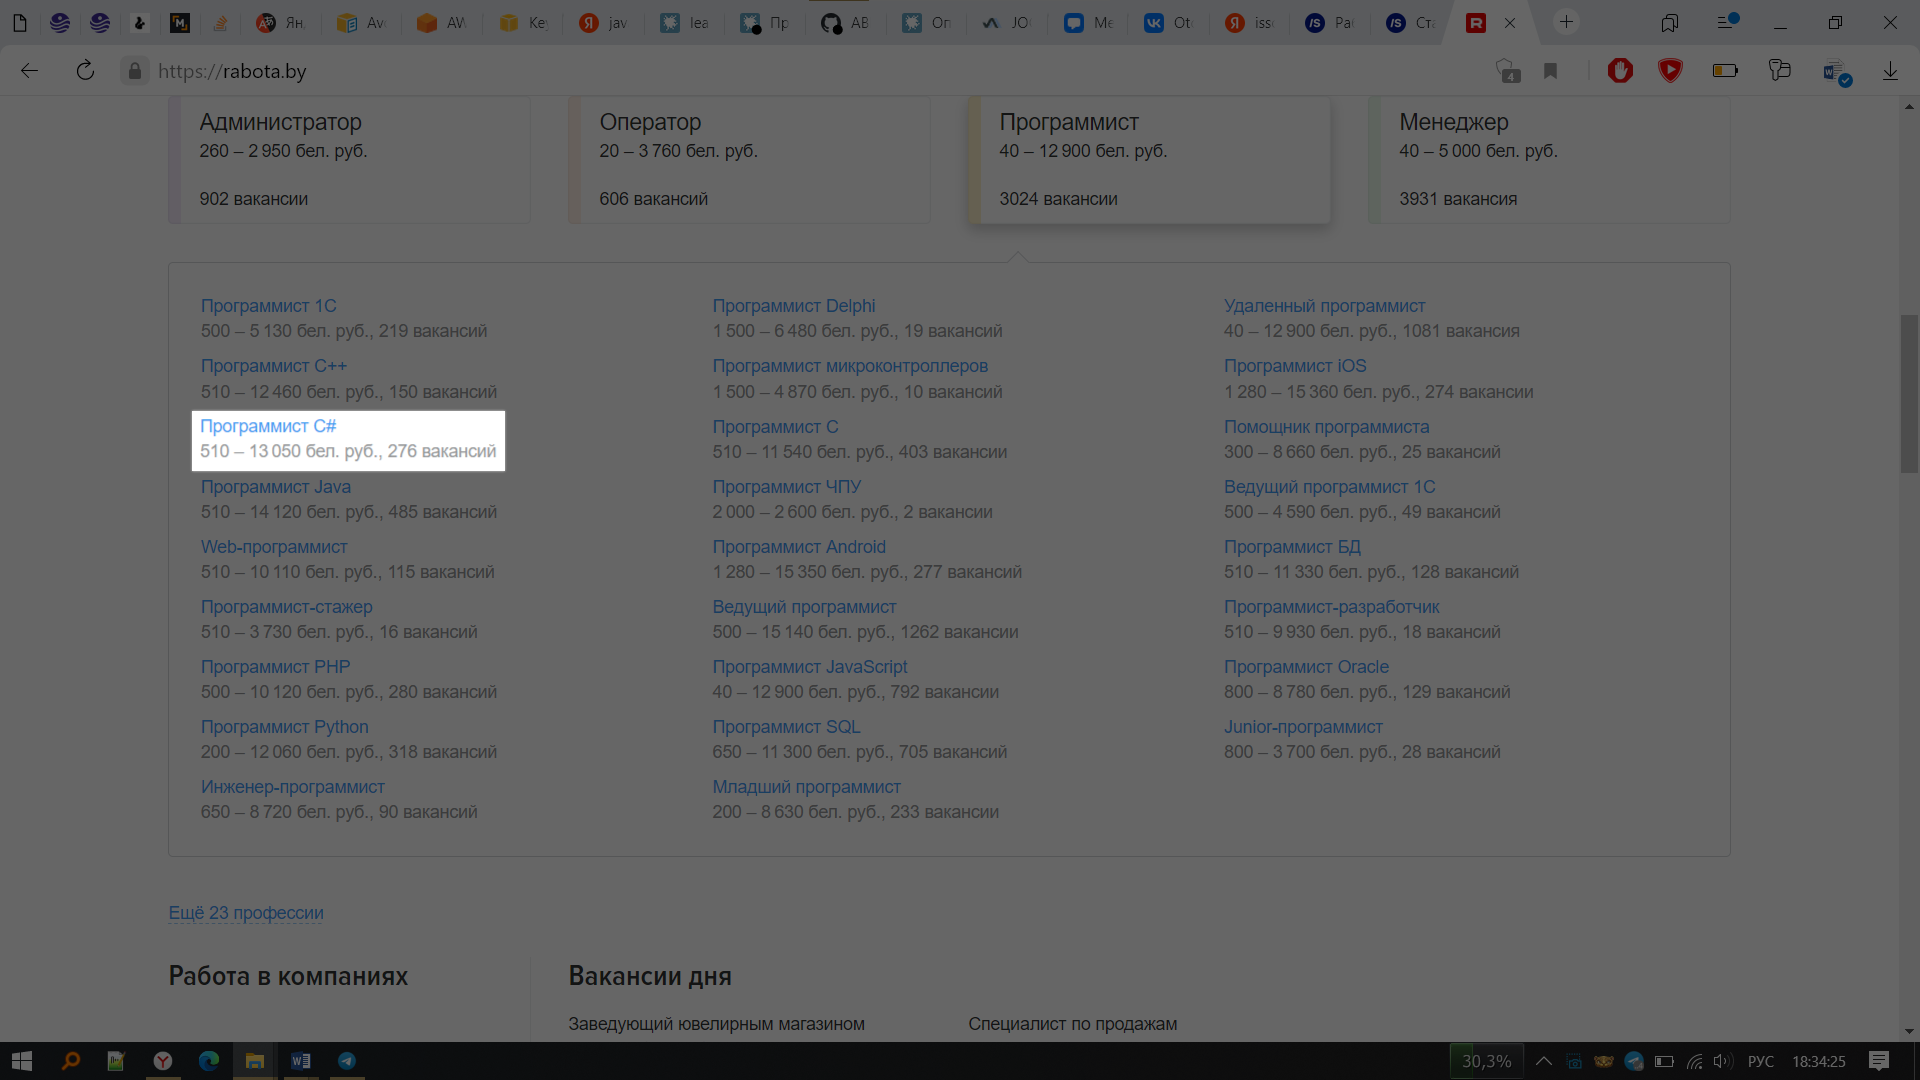 Ян
Avo
AW
Key
jav
lea
Пр
AB
Оп
JO
Ме
Oto
iss
Ра
Ста
https://rabota.by
4
Администратор
260 – 2 950 бел. руб.
902 вакансии
Оператор
20 – 3 760 бел. руб.
606 вакансий
Программист
40 – 12 900 бел. руб.
3024 вакансии
Менеджер
40 – 5 000 бел. руб.
3931 вакансия
Программист 1С
500 – 5 130 бел. руб., 219 вакансий
Программист C++
510 – 12 460 бел. руб., 150 вакансий
Программист C#
510 – 13 050 бел. руб., 276 вакансий
Программист Java
510 – 14 120 бел. руб., 485 вакансий
Web-программист
510 – 10 110 бел. руб., 115 вакансий
Программист-стажер
510 – 3 730 бел. руб., 16 вакансий
Программист PHP
500 – 10 120 бел. руб., 280 вакансий
Программист Python
200 – 12 060 бел. руб., 318 вакансий
Инженер-программист
650 – 8 720 бел. руб., 90 вакансий
Программист Delphi
1 500 – 6 480 бел. руб., 19 вакансий
Программист микроконтроллеров
1 500 – 4 870 бел. руб., 10 вакансий
Программист C
510 – 11 540 бел. руб., 403 вакансии
Программист ЧПУ
2 000 – 2 600 бел. руб., 2 вакансии
Программист Android
1 280 – 15 350 бел. руб., 277 вакансий
Ведущий программист
500 – 15 140 бел. руб., 1262 вакансии
Программист JavaScript
40 – 12 900 бел. руб., 792 вакансии
Программист SQL
650 – 11 300 бел. руб., 705 вакансий
Младший программист
200 – 8 630 бел. руб., 233 вакансии
Удаленный программист
40 – 12 900 бел. руб., 1081 вакансия
Программист iOS
1 280 – 15 360 бел. руб., 274 вакансии
Помощник программиста
300 – 8 660 бел. руб., 25 вакансий
Ведущий программист 1С
500 – 4 590 бел. руб., 49 вакансий
Программист БД
510 – 11 330 бел. руб., 128 вакансий
Программист-разработчик
510 – 9 930 бел. руб., 18 вакансий
Программист Oracle
800 – 8 780 бел. руб., 129 вакансий
Junior-программист
800 – 3 700 бел. руб., 28 вакансий
Ещё 23 профессии
Работа в компаниях
Вакансии дня
Заведующий ювелирным магазином
Специалист по продажам
30,3%
РУС
18:34:25